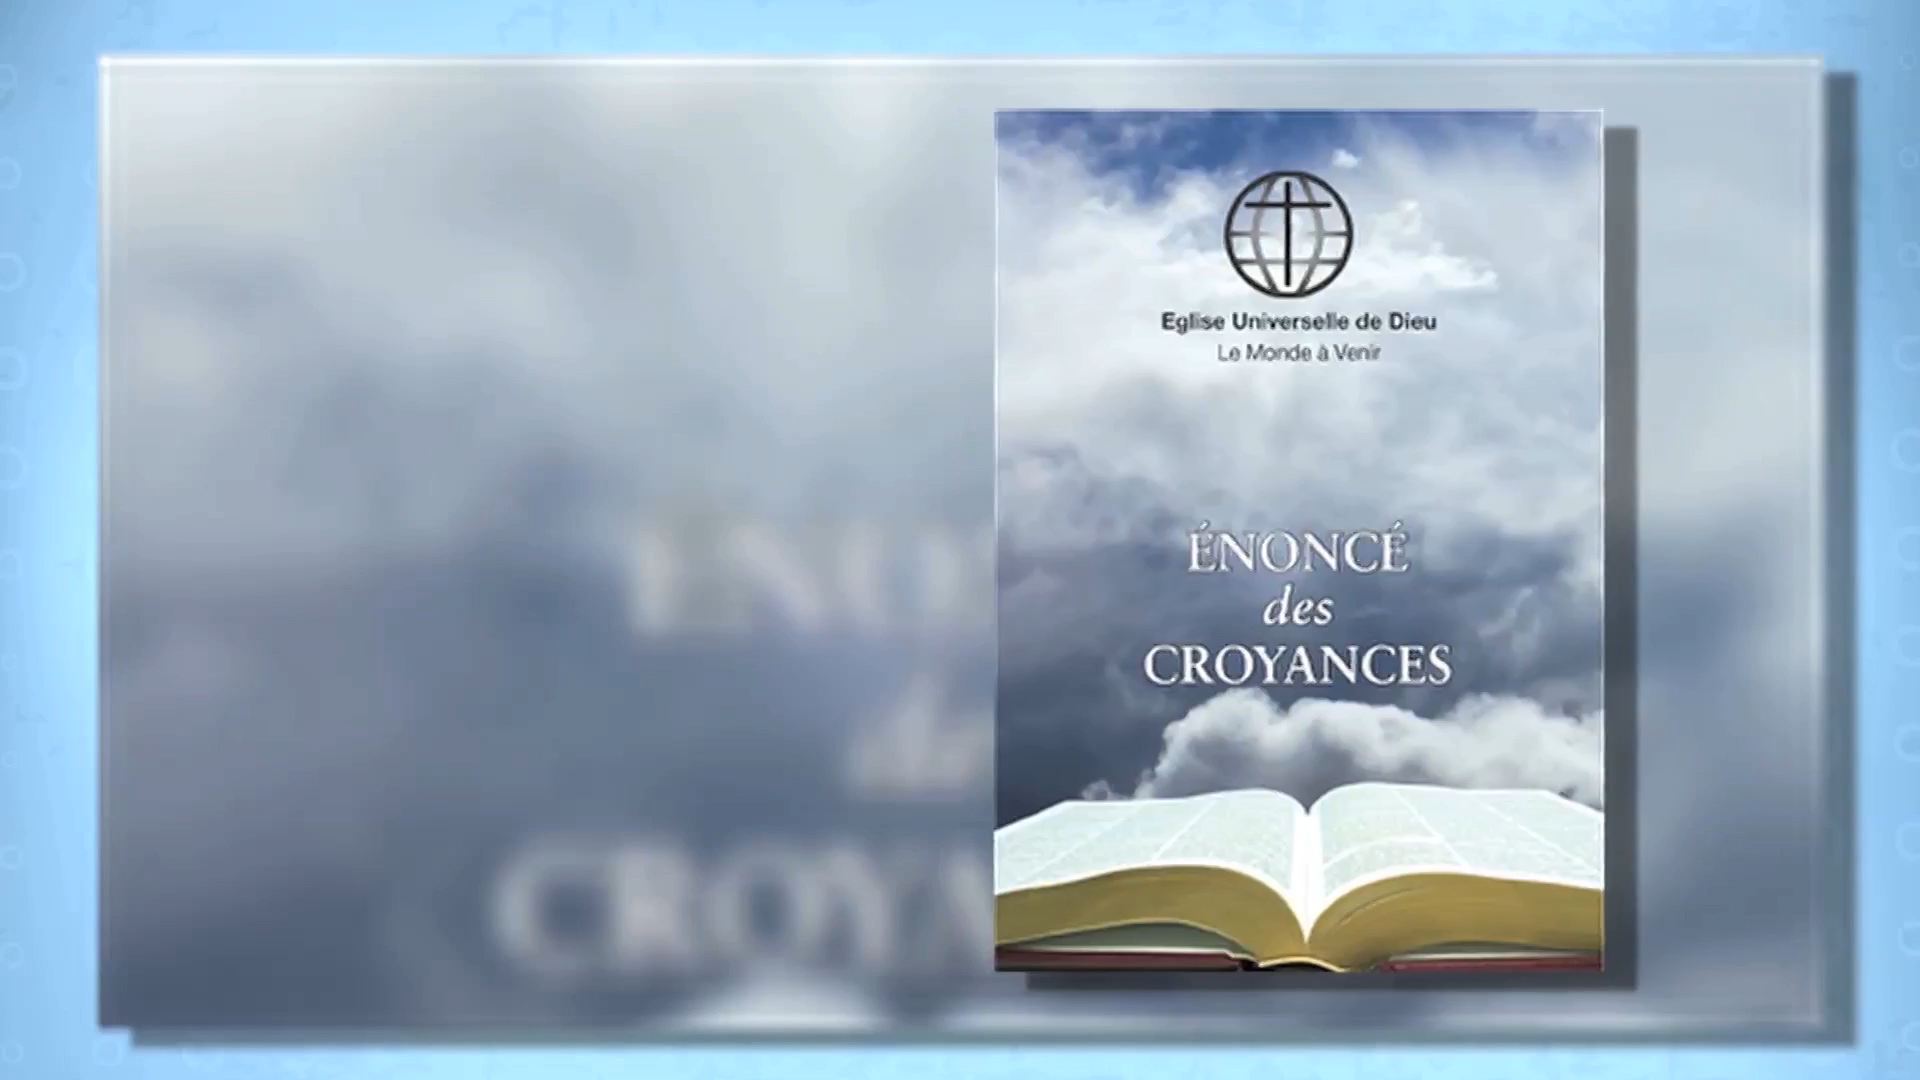 Eglise Universelle de Dieu
Le Monde à Venir
ÉNONCÉ
des
CROYANCES